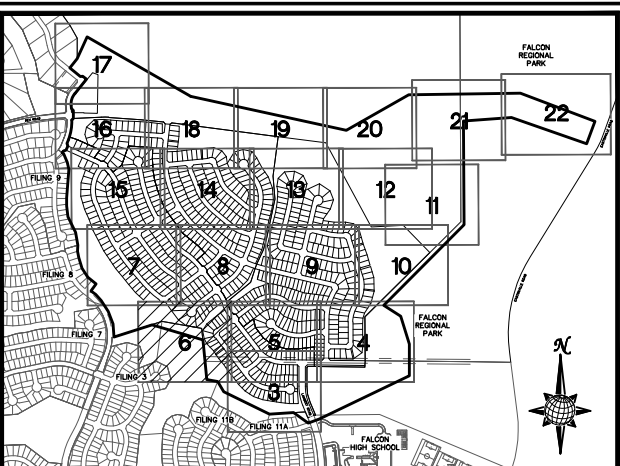 FALCON
REGIONAL
PARK
17
22
21
16
18
19
20
FILING 9
15
14
13
12
11
7
8
9
10
FILING 8
FALCON
REGIONAL
PARK
FILING 7
6
5
4
N
FILING 3
3
FILING 11B
FILING 11A
FALCON
HIGH SCHOOL